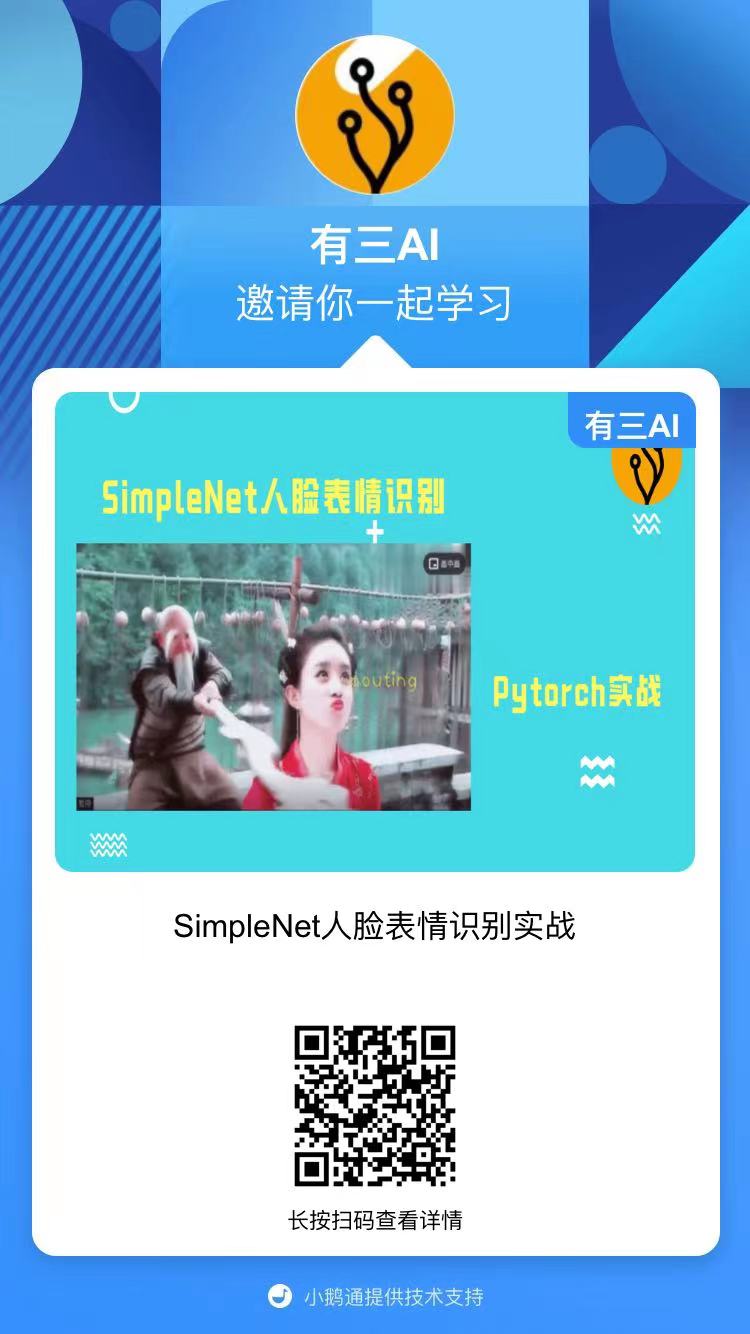 有三AI
邀请你一起学习
有三AI
SimpleNet人脸表情识别
画中画
pouting
Pytorch实战
SimpleNet人脸表情识别实战
长按扫码查看详情
小鹅通提供技术支持